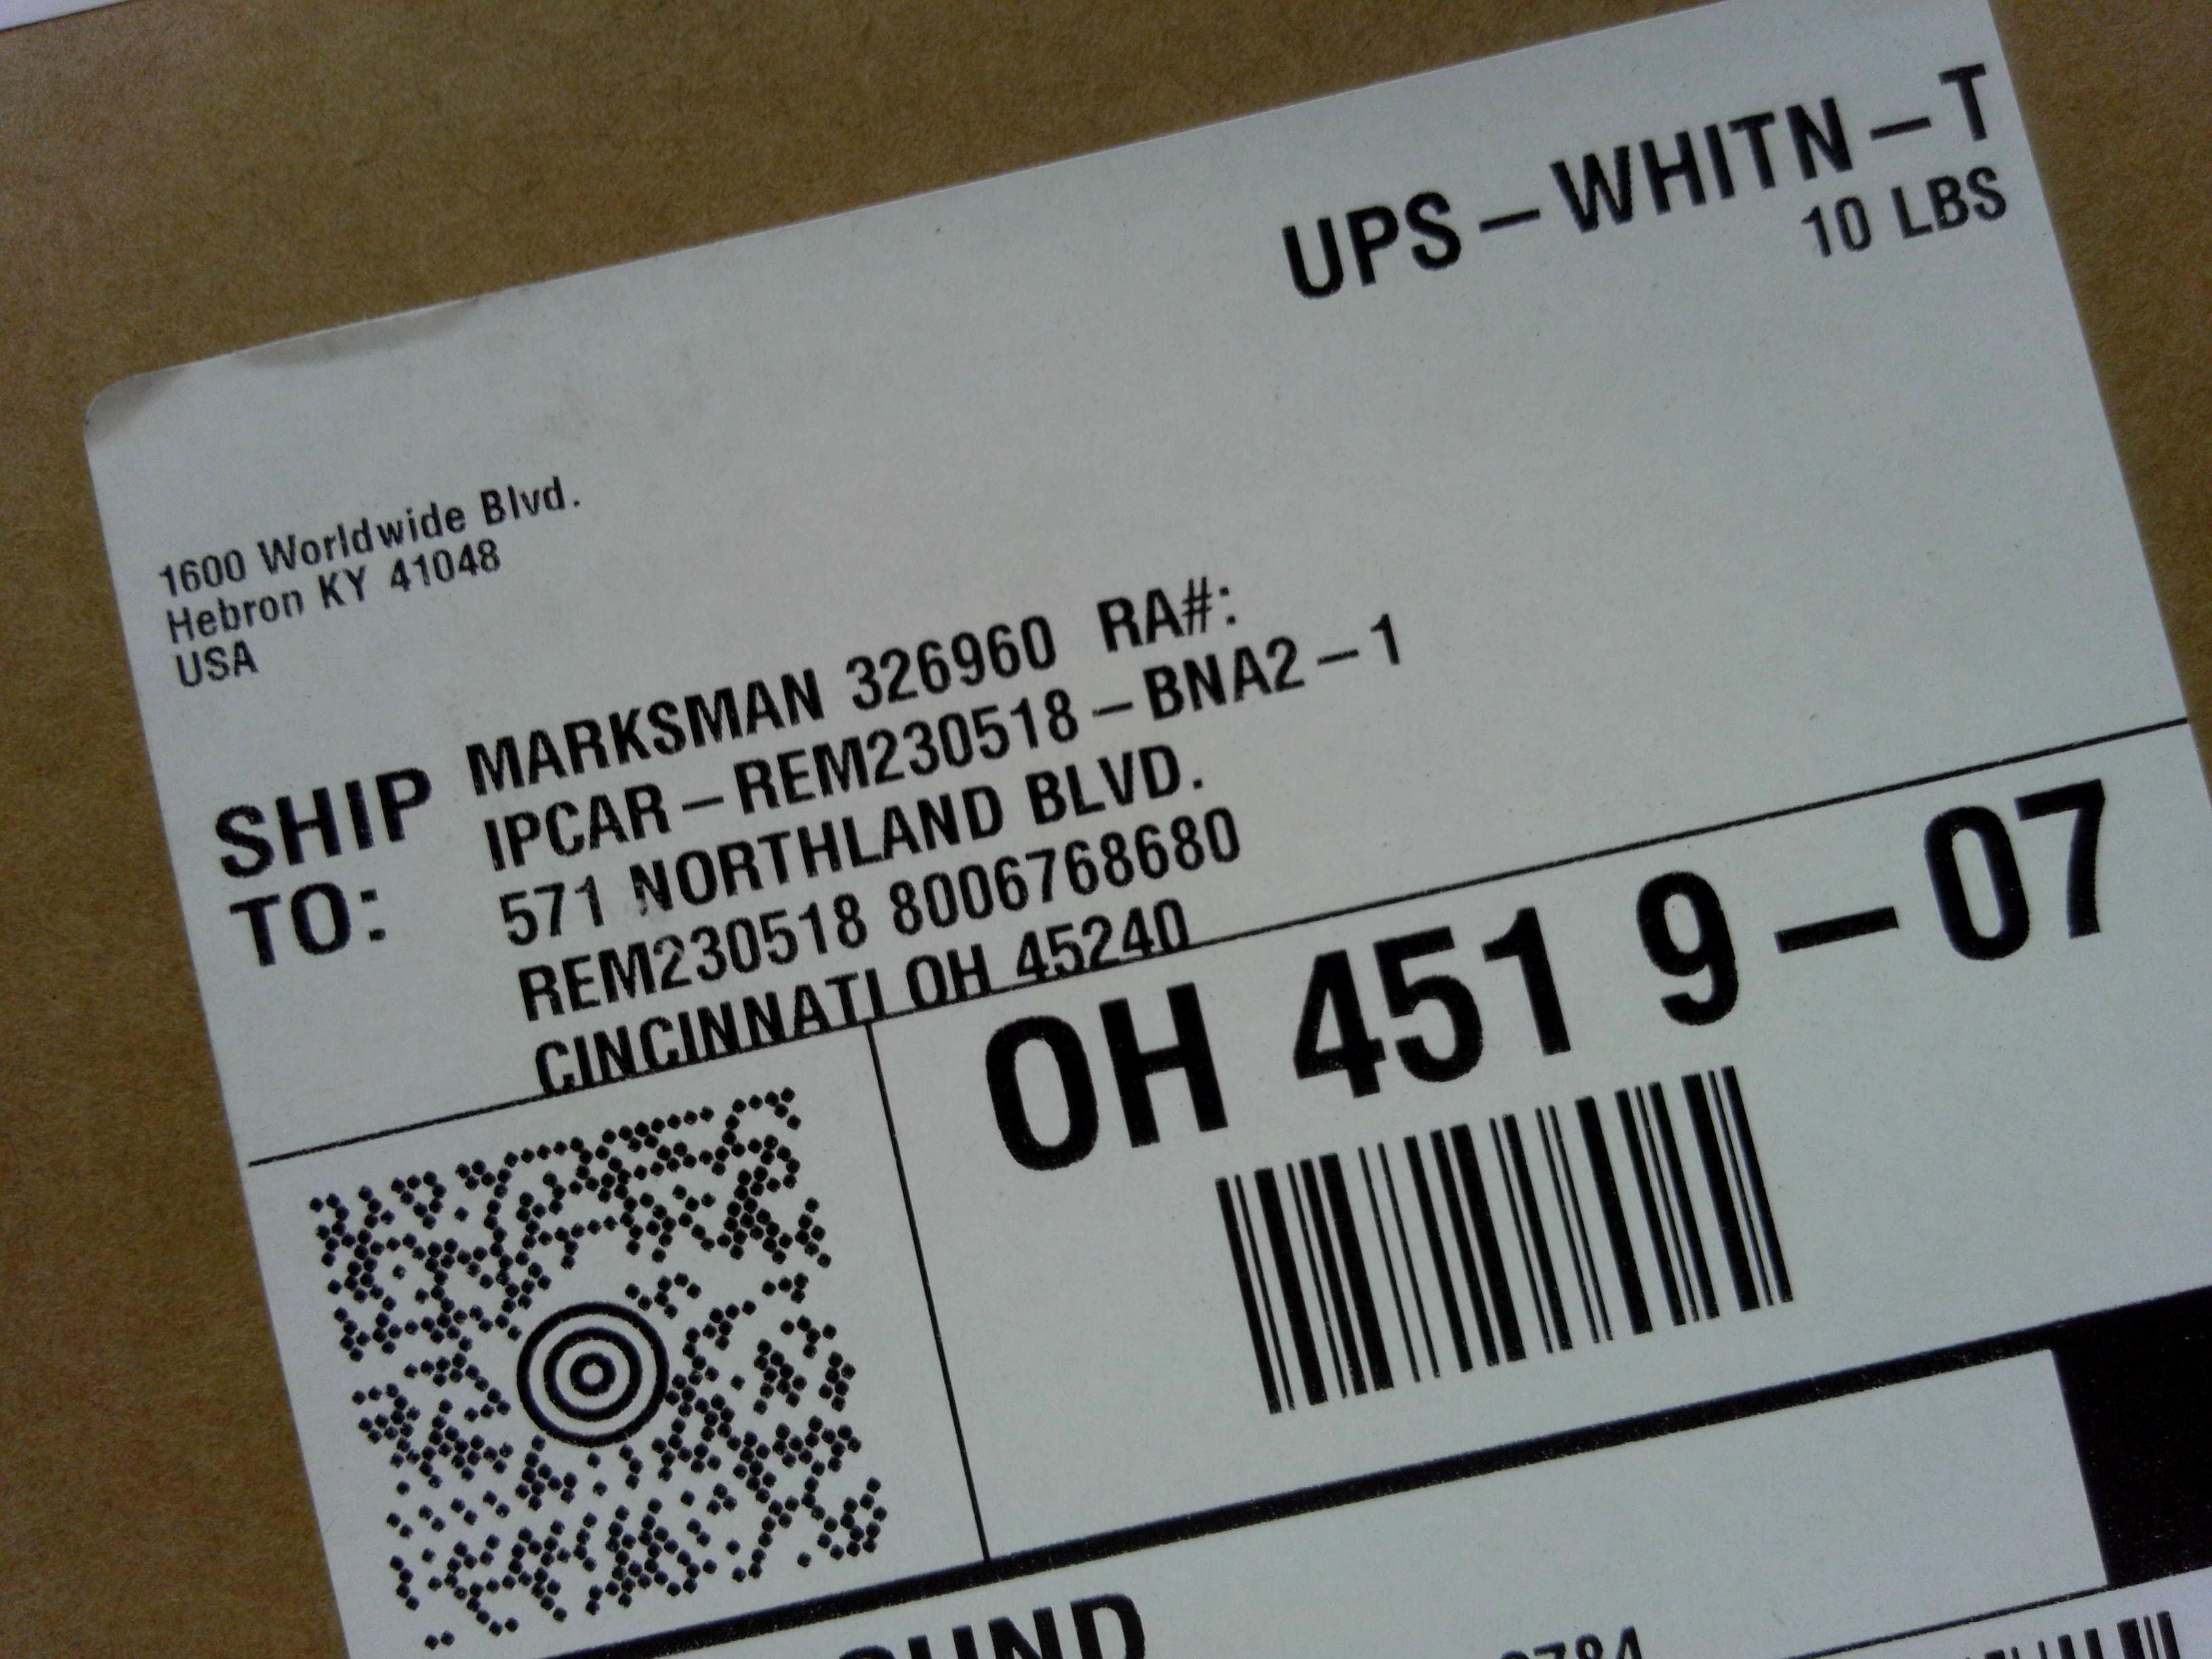 UPS-WHITN-T
10 LBS
1600 Worldwide Blvd.
Hebron KY 41048
USA
SHIP TO:
MARKSMAN 326960 RA#:
IPCAR-REM230518-BNA2-1
571 NORTHLAND BLVD.
REM230518 8006768680
CINCINNATI OH 45240
OH 451 9-07